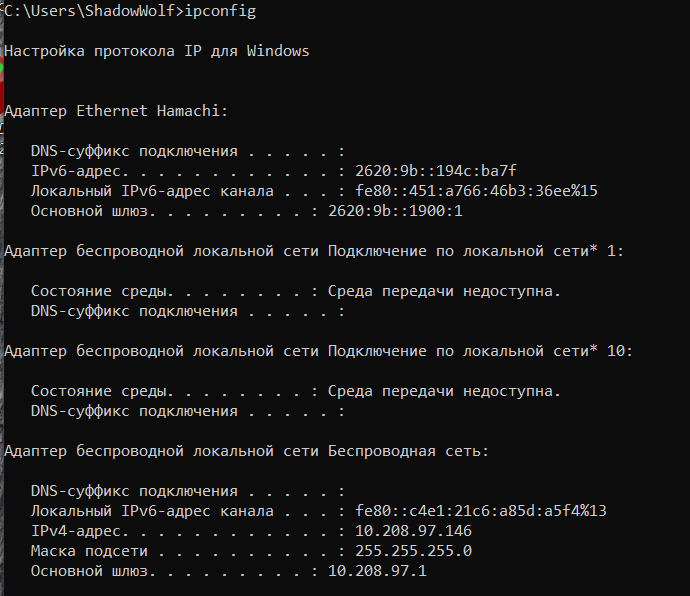 C:\Users\ShadowWolf>ipconfig
Настройка протокола IP для Windows
Адаптер Ethernet Hamachi:
DNS-суффикс подключения . . . . . :
IPv6-адрес. . . . . . . . . . . . : 2620:9b::194c:ba7f
Локальный IPv6-адрес канала . . . : fe80::451:a766:46b3:36ee%15
Основной шлюз. . . . . . . . . : 2620:9b::1900:1
Адаптер беспроводной локальной сети Подключение по локальной сети* 1:
Состояние среды. . . . . . . . : Среда передачи недоступна.
DNS-суффикс подключения . . . . . :
Адаптер беспроводной локальной сети Подключение по локальной сети* 10:
Состояние среды. . . . . . . . : Среда передачи недоступна.
DNS-суффикс подключения . . . . . :
Адаптер беспроводной локальной сети Беспроводная сеть:
DNS-суффикс подключения . . . . . :
Локальный IPv6-адрес канала . . . : fe80::c4e1:21c6:a85d:a5f4%13
IPv4-адрес. . . . . . . . . . . . : 10.208.97.146
Маска подсети . . . . . . . . . . : 255.255.255.0
Основной шлюз. . . . . . . . . : 10.208.97.1